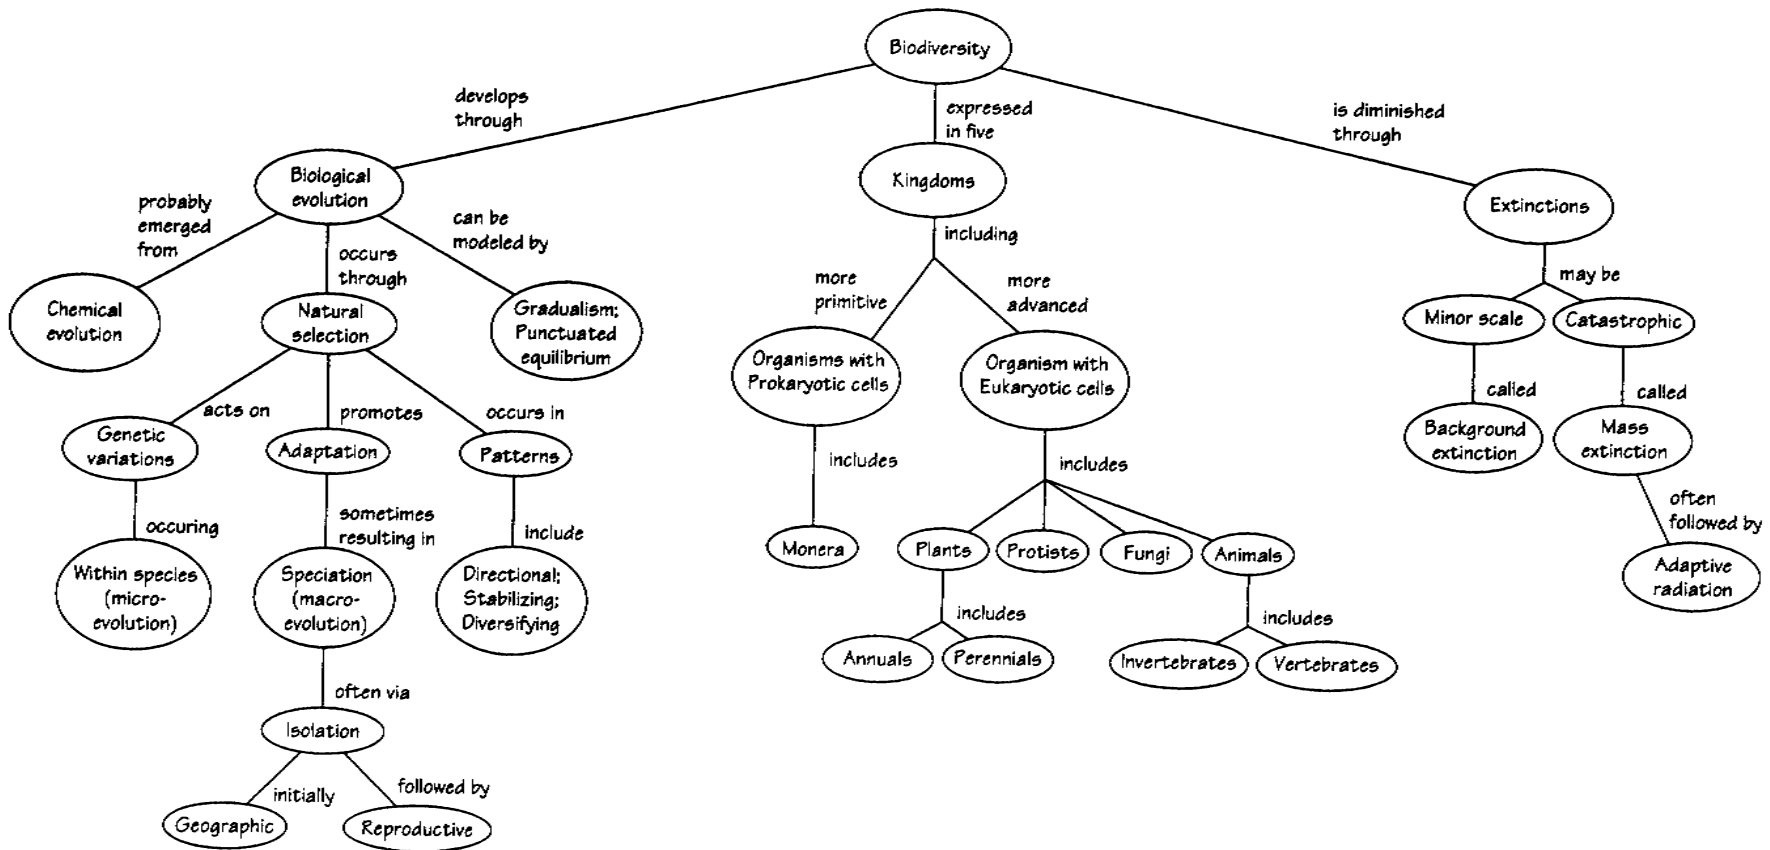 Biodiversity
develops
through
expressed
in five
is diminished
through
Biological
evolution
Kingdoms
Extinctions
probably
emerged
from
occurs
through
can be
modeled by
including
may be
Chemical
evolution
Natural
selection
Gradualism;
Punctuated
equilibrium
more
primitive
more
advanced
Minor scale
Catastrophic
Organisms with
Prokaryotic cells
Organism with
Eukaryotic cells
called
called
acts on
promotes
occurs in
Genetic
variations
Adaptation
Patterns
includes
includes
Background
extinction
Mass
extinction
occuring
sometimes
resulting in
include
Monera
Plants
Protists
Fungi
Animals
often
followed by
Within species
(micro-
evolution)
Speciation
(macro-
evolution)
Directional;
Stabilizing;
Diversifying
includes
includes
Adaptive
radiation
Annuals
Perennials
Invertebrates
Vertebrates
often via
Isolation
initially
followed by
Geographic
Reproductive